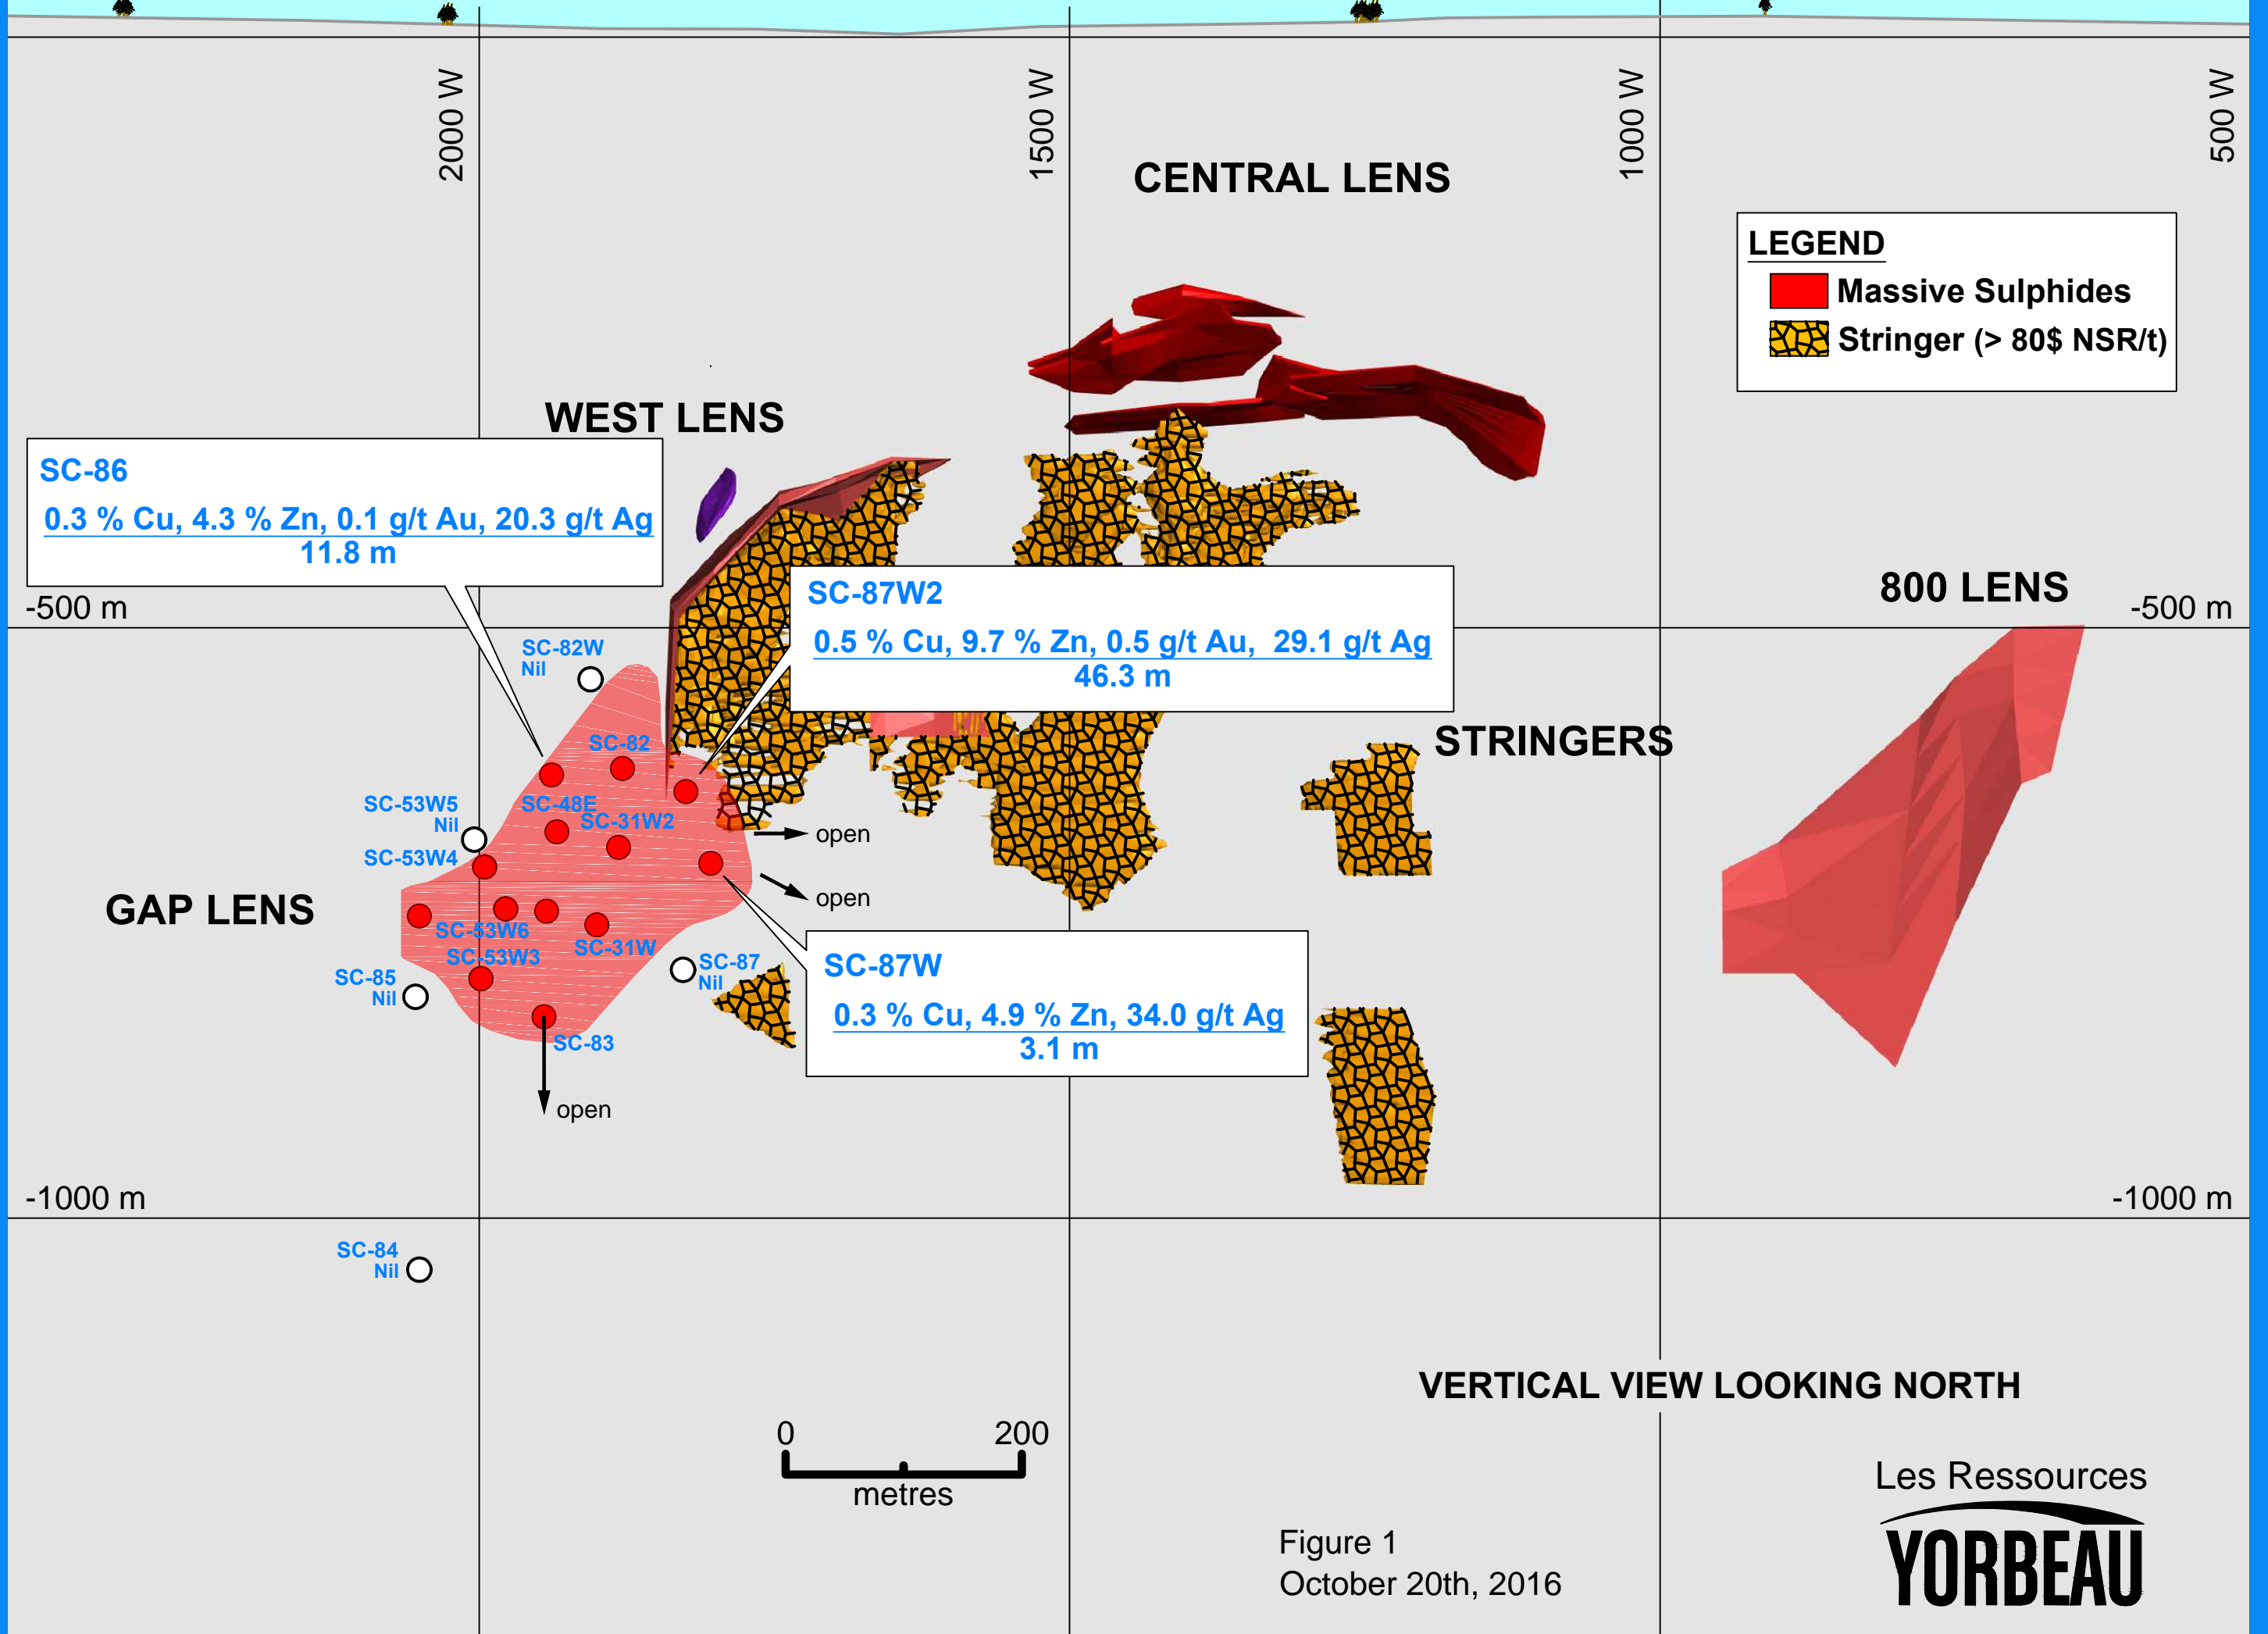 2000 W
1500 W
1000 W
500 W
CENTRAL LENS
LEGEND
Massive Sulphides
Stringer (> 80$ NSR/t)
WEST LENS
SC-86
0.3 % Cu, 4.3 % Zn, 0.1 g/t Au, 20.3 g/t Ag
11.8 m
SC-87W2
0.5 % Cu, 9.7 % Zn, 0.5 g/t Au, 29.1 g/t Ag
46.3 m
800 LENS
-500 m
-500 m
SC-82W
Nil
STRINGERS
SC-82
SC-48E
SC-53W5
Nil
SC-31W2
open
SC-53W4
open
GAP LENS
SC-53W6
SC-31W
SC-53W3
SC-87
Nil
SC-85
Nil
SC-87W
0.3 % Cu, 4.9 % Zn, 34.0 g/t Ag
3.1 m
SC-83
open
-1000 m
-1000 m
SC-84
Nil
VERTICAL VIEW LOOKING NORTH
0
200
metres
Les Ressources
YORBEAU
Figure 1
October 20th, 2016